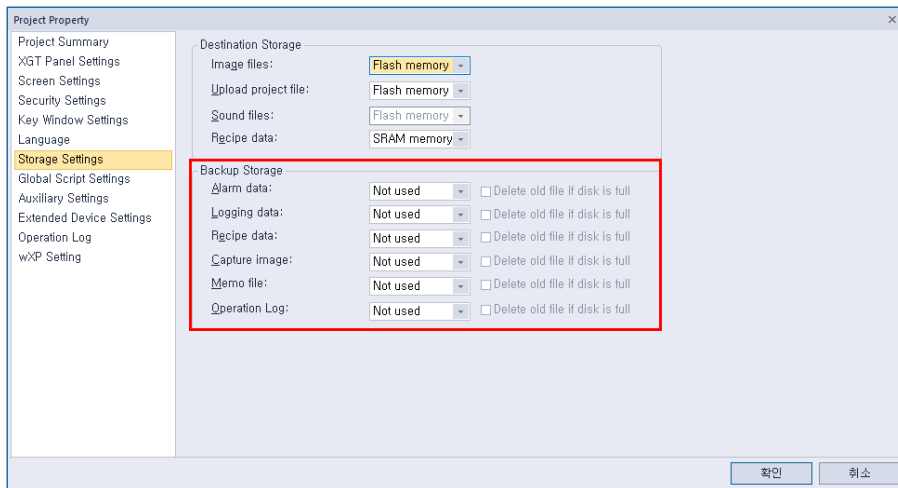 Project Property
Project Summary
XGT Panel Settings
Screen Settings
Security Settings
Key Window Settings
Language
Storage Settings
Global Script Settings
Auxiliary Settings
Extended Device Settings
Operation Log
wXP Setting
Destination Storage
Image files: Flash memory
Upload project file: Flash memory
Sound files: Flash memory
Recipe data: SRAM memory
Backup Storage
Alarm data: Not used Delete old file if disk is full
Logging data: Not used Delete old file if disk is full
Recipe data: Not used Delete old file if disk is full
Capture image: Not used Delete old file if disk is full
Memo file: Not used Delete old file if disk is full
Operation Log: Not used Delete old file if disk is full
확인 취소